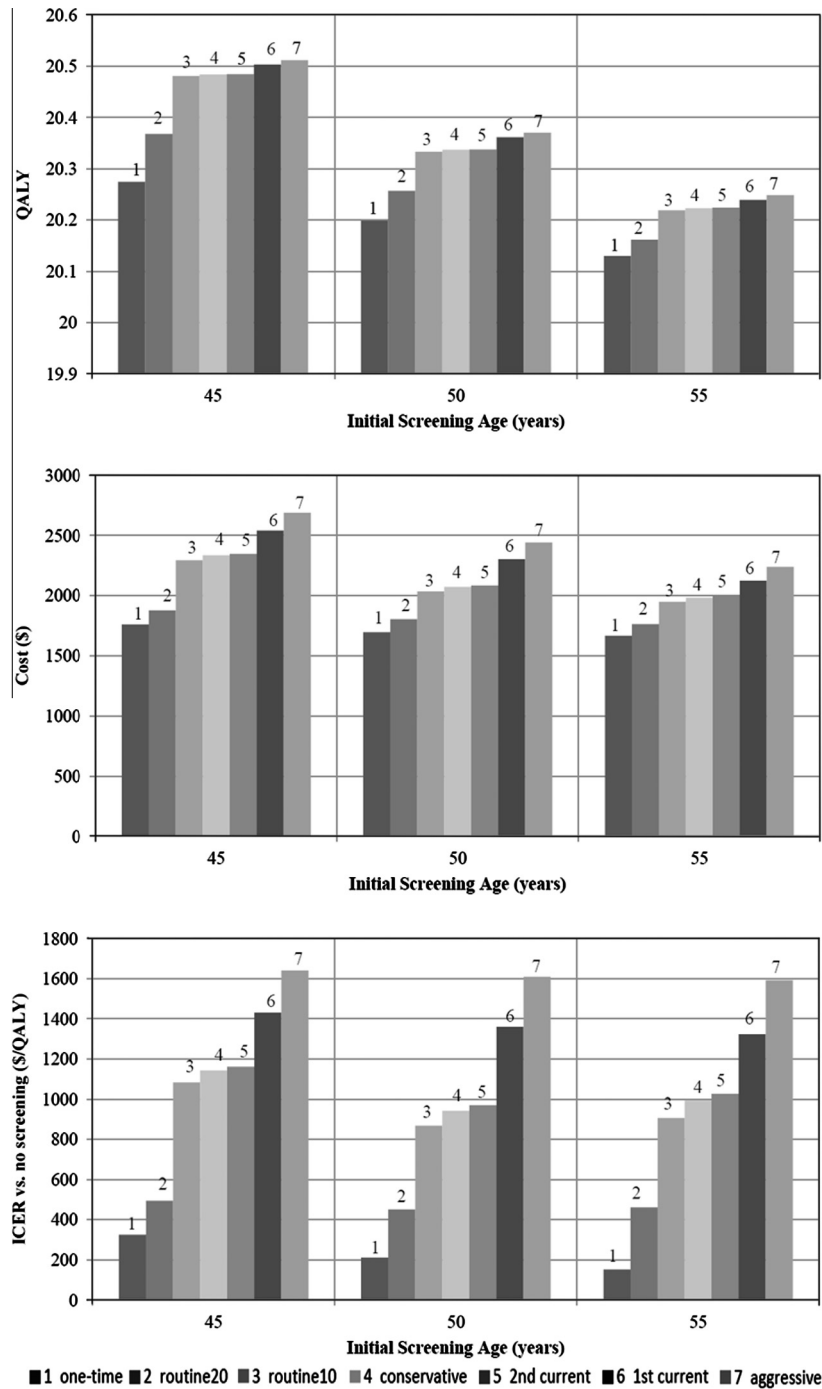 20.6
20.5
20.4
20.3
20.2
20.1
20
19.9
QALY
1 2 3 4 5 6 7
1 2 3 4 5 6 7
1 2 3 4 5 6 7
45 50 55
Initial Screening Age (years)
3000
2500
2000
1500
1000
500
0
Cost ($)
1 2 3 4 5 6 7
1 2 3 4 5 6 7
1 2 3 4 5 6 7
45 50 55
Initial Screening Age (years)
1800
1600
1400
1200
1000
800
600
400
200
0
ICER vs. no screening ($/QALY)
1 2 3 4 5 6 7
1 2 3 4 5 6 7
1 2 3 4 5 6 7
45 50 55
Initial Screening Age (years)
1 one-time 2 routine20 3 routine10 4 conservative 5 2nd current 6 1st current 7 aggressive